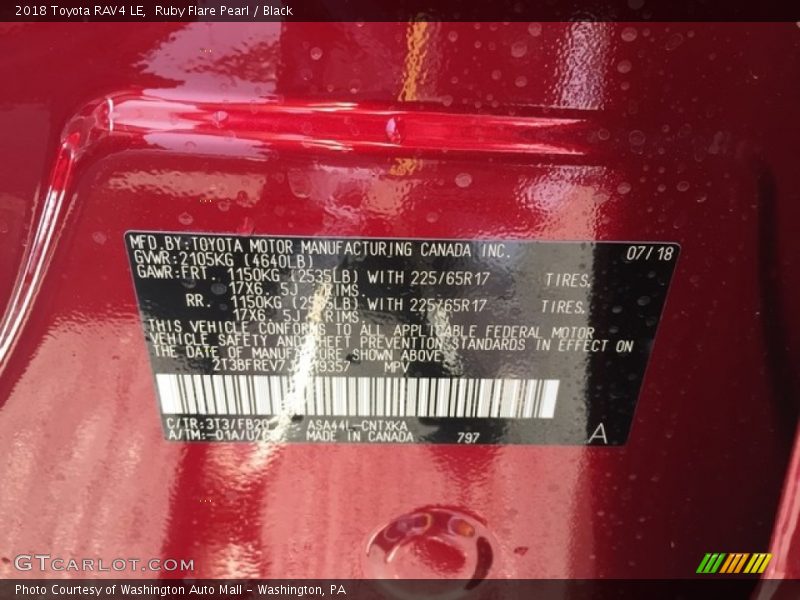 2018 Toyota RAV4 LE, Ruby Flare Pearl / Black
MFD.BY:TOYOTA MOTOR MANUFACTURING CANADA INC. 07/18
GVWR:2105KG (4640LB)
GAWR:FRT. 1150KG (2535LB) WITH 225/65R17 TIRES.
17X6. 5J RIMS
RR. 1150KG WITH 225/65R17 TIRES.
17X6. 5J RIMS
THIS VEHICLE CONFORMS TO ALL APPLICABLE FEDERAL MOTOR
VEHICLE SAFETY AND THEFT PREVENTION STANDARDS IN EFFECT ON
THE DATE OF MANUFACTURE SHOWN ABOVE.
MPV
C/TR:3T3/FB20 ASA44L-CNTXKA
MADE IN CANADA 797 A
GTCARLOT.COM
Photo Courtesy of Washington Auto Mall – Washington, PA